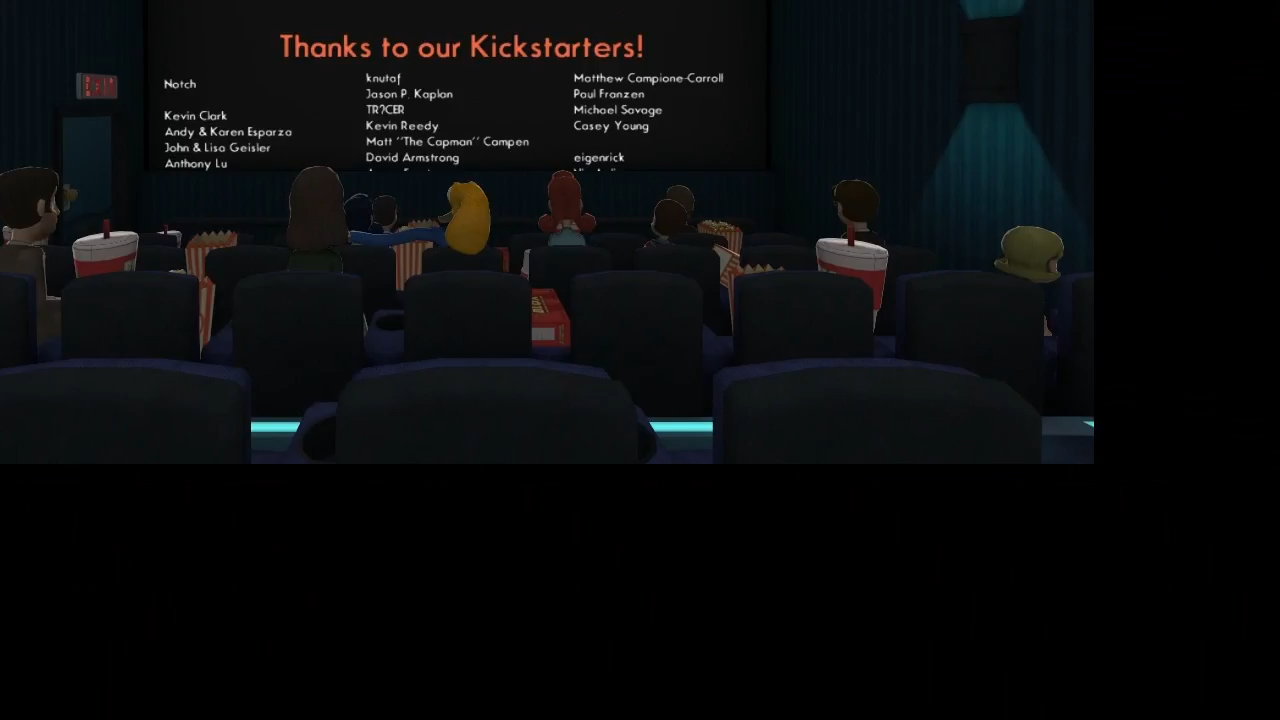 Thanks to our Kickstarters!
Notch
Kevin Clark
Andy & Karen Esparza
John & Lisa Geisler
Anthony Lu
knutaf
Jason P. Kaplan
TR?CER
Kevin Reedy
Matt "The Capman" Campen
David Armstrong
Matthew Campione-Carroll
Paul Franzen
Michael Savage
Casey Young
eigenrick